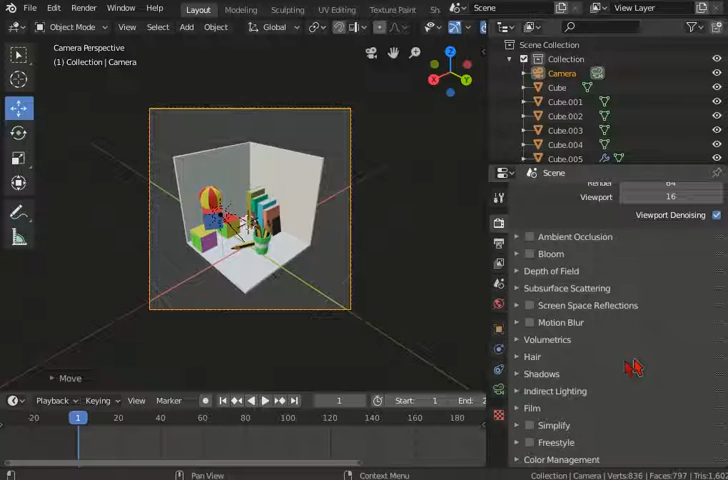 File Edit Render Window Help Layout Modeling Sculpting UV Editing Texture Paint Scene View Layer
Object Mode View Select Add Object Global
Camera Perspective
(1) Collection | Camera
Z
X
Y
Move
Playback Keying View Marker 1 Start: 1
20 1 20 40 60 80 100 120 140 160 180
Scene Collection
Collection
Camera
Cube
Cube.001
Cube.002
Cube.003
Cube.004
Cube.005
Scene
Render 64
Viewport 16
Viewport Denoising
Ambient Occlusion
Bloom
Depth of Field
Subsurface Scattering
Screen Space Reflections
Motion Blur
Volumetrics
Hair
Shadows
Indirect Lighting
Film
Simplify
Freestyle
Color Management
Pan View Context Menu Collection | Camera | Verts:836 | Faces:797 | Tris:1,602